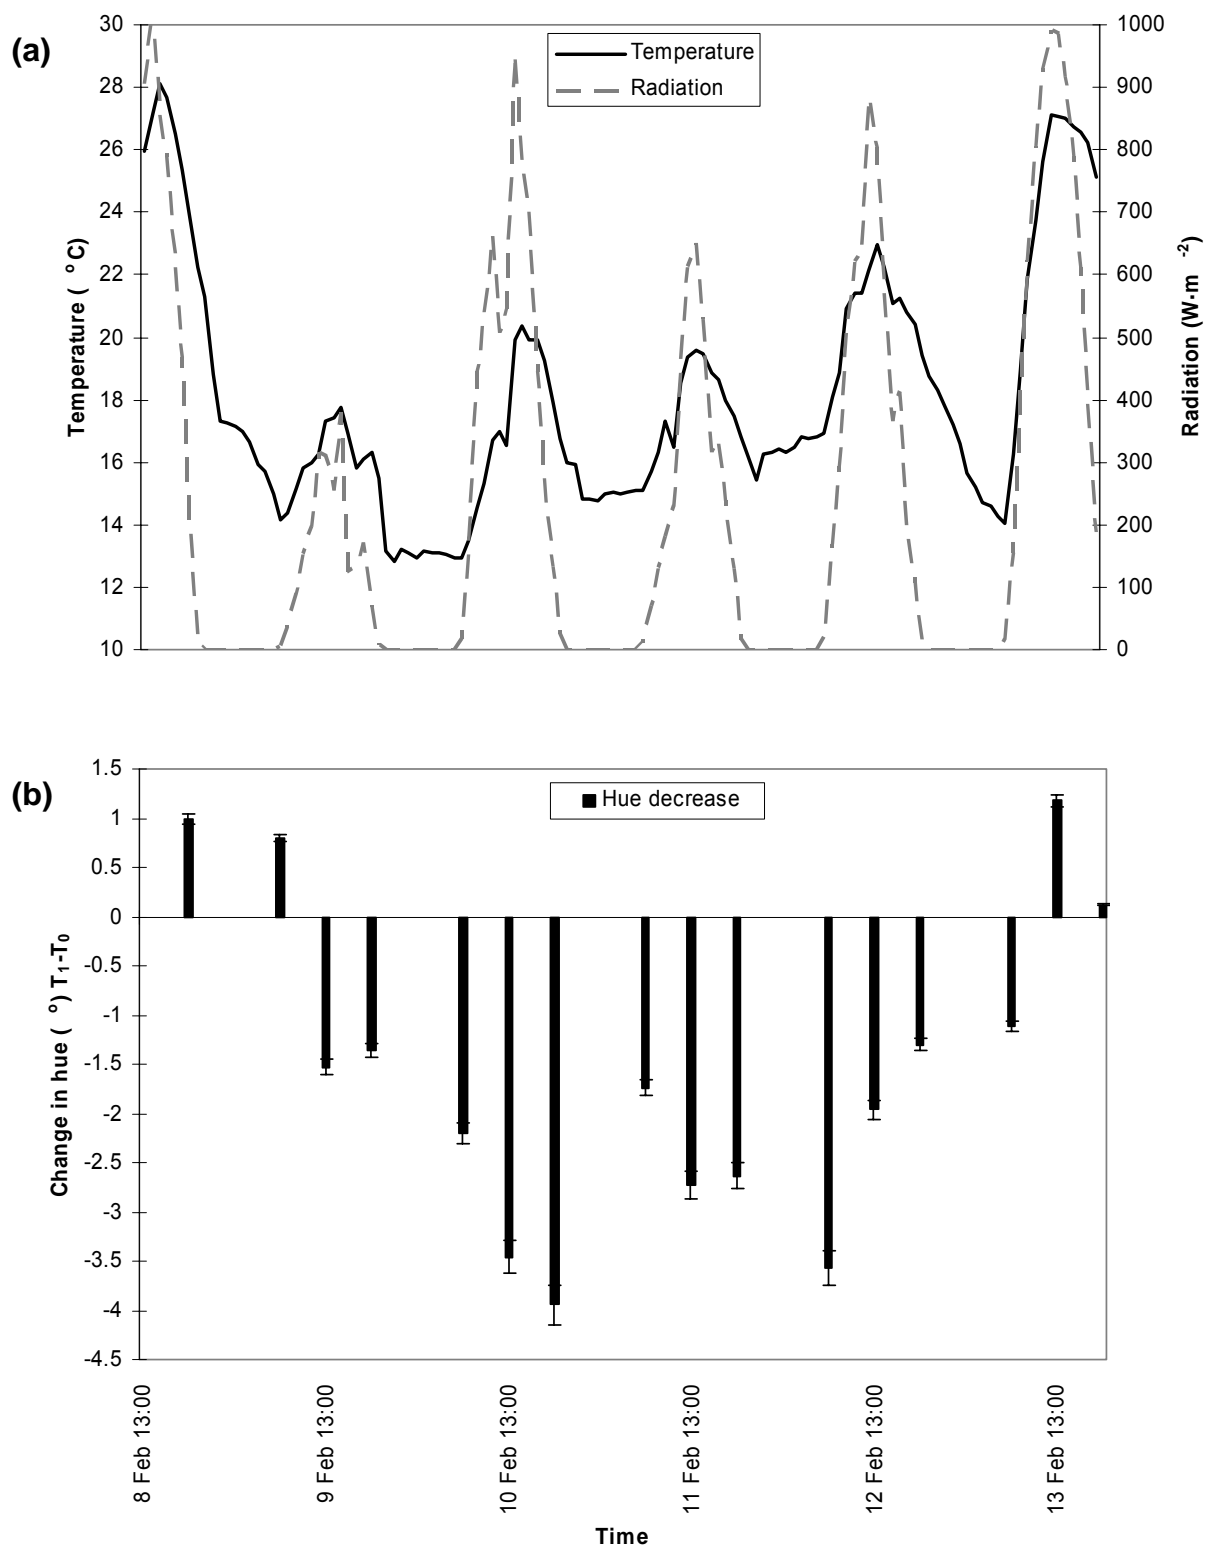 (a)
Temperature ( °C)
30
28
26
24
22
20
18
16
14
12
10
Temperature
Radiation
1000
900
800
700
600
500
400
300
200
100
0
Radiation (W·m -2)
(b)
Change in hue ( °) T1-T0
1.5
1
0.5
0
-0.5
-1
-1.5
-2
-2.5
-3
-3.5
-4
-4.5
Hue decrease
8 Feb 13:00
9 Feb 13:00
10 Feb 13:00
11 Feb 13:00
12 Feb 13:00
13 Feb 13:00
Time